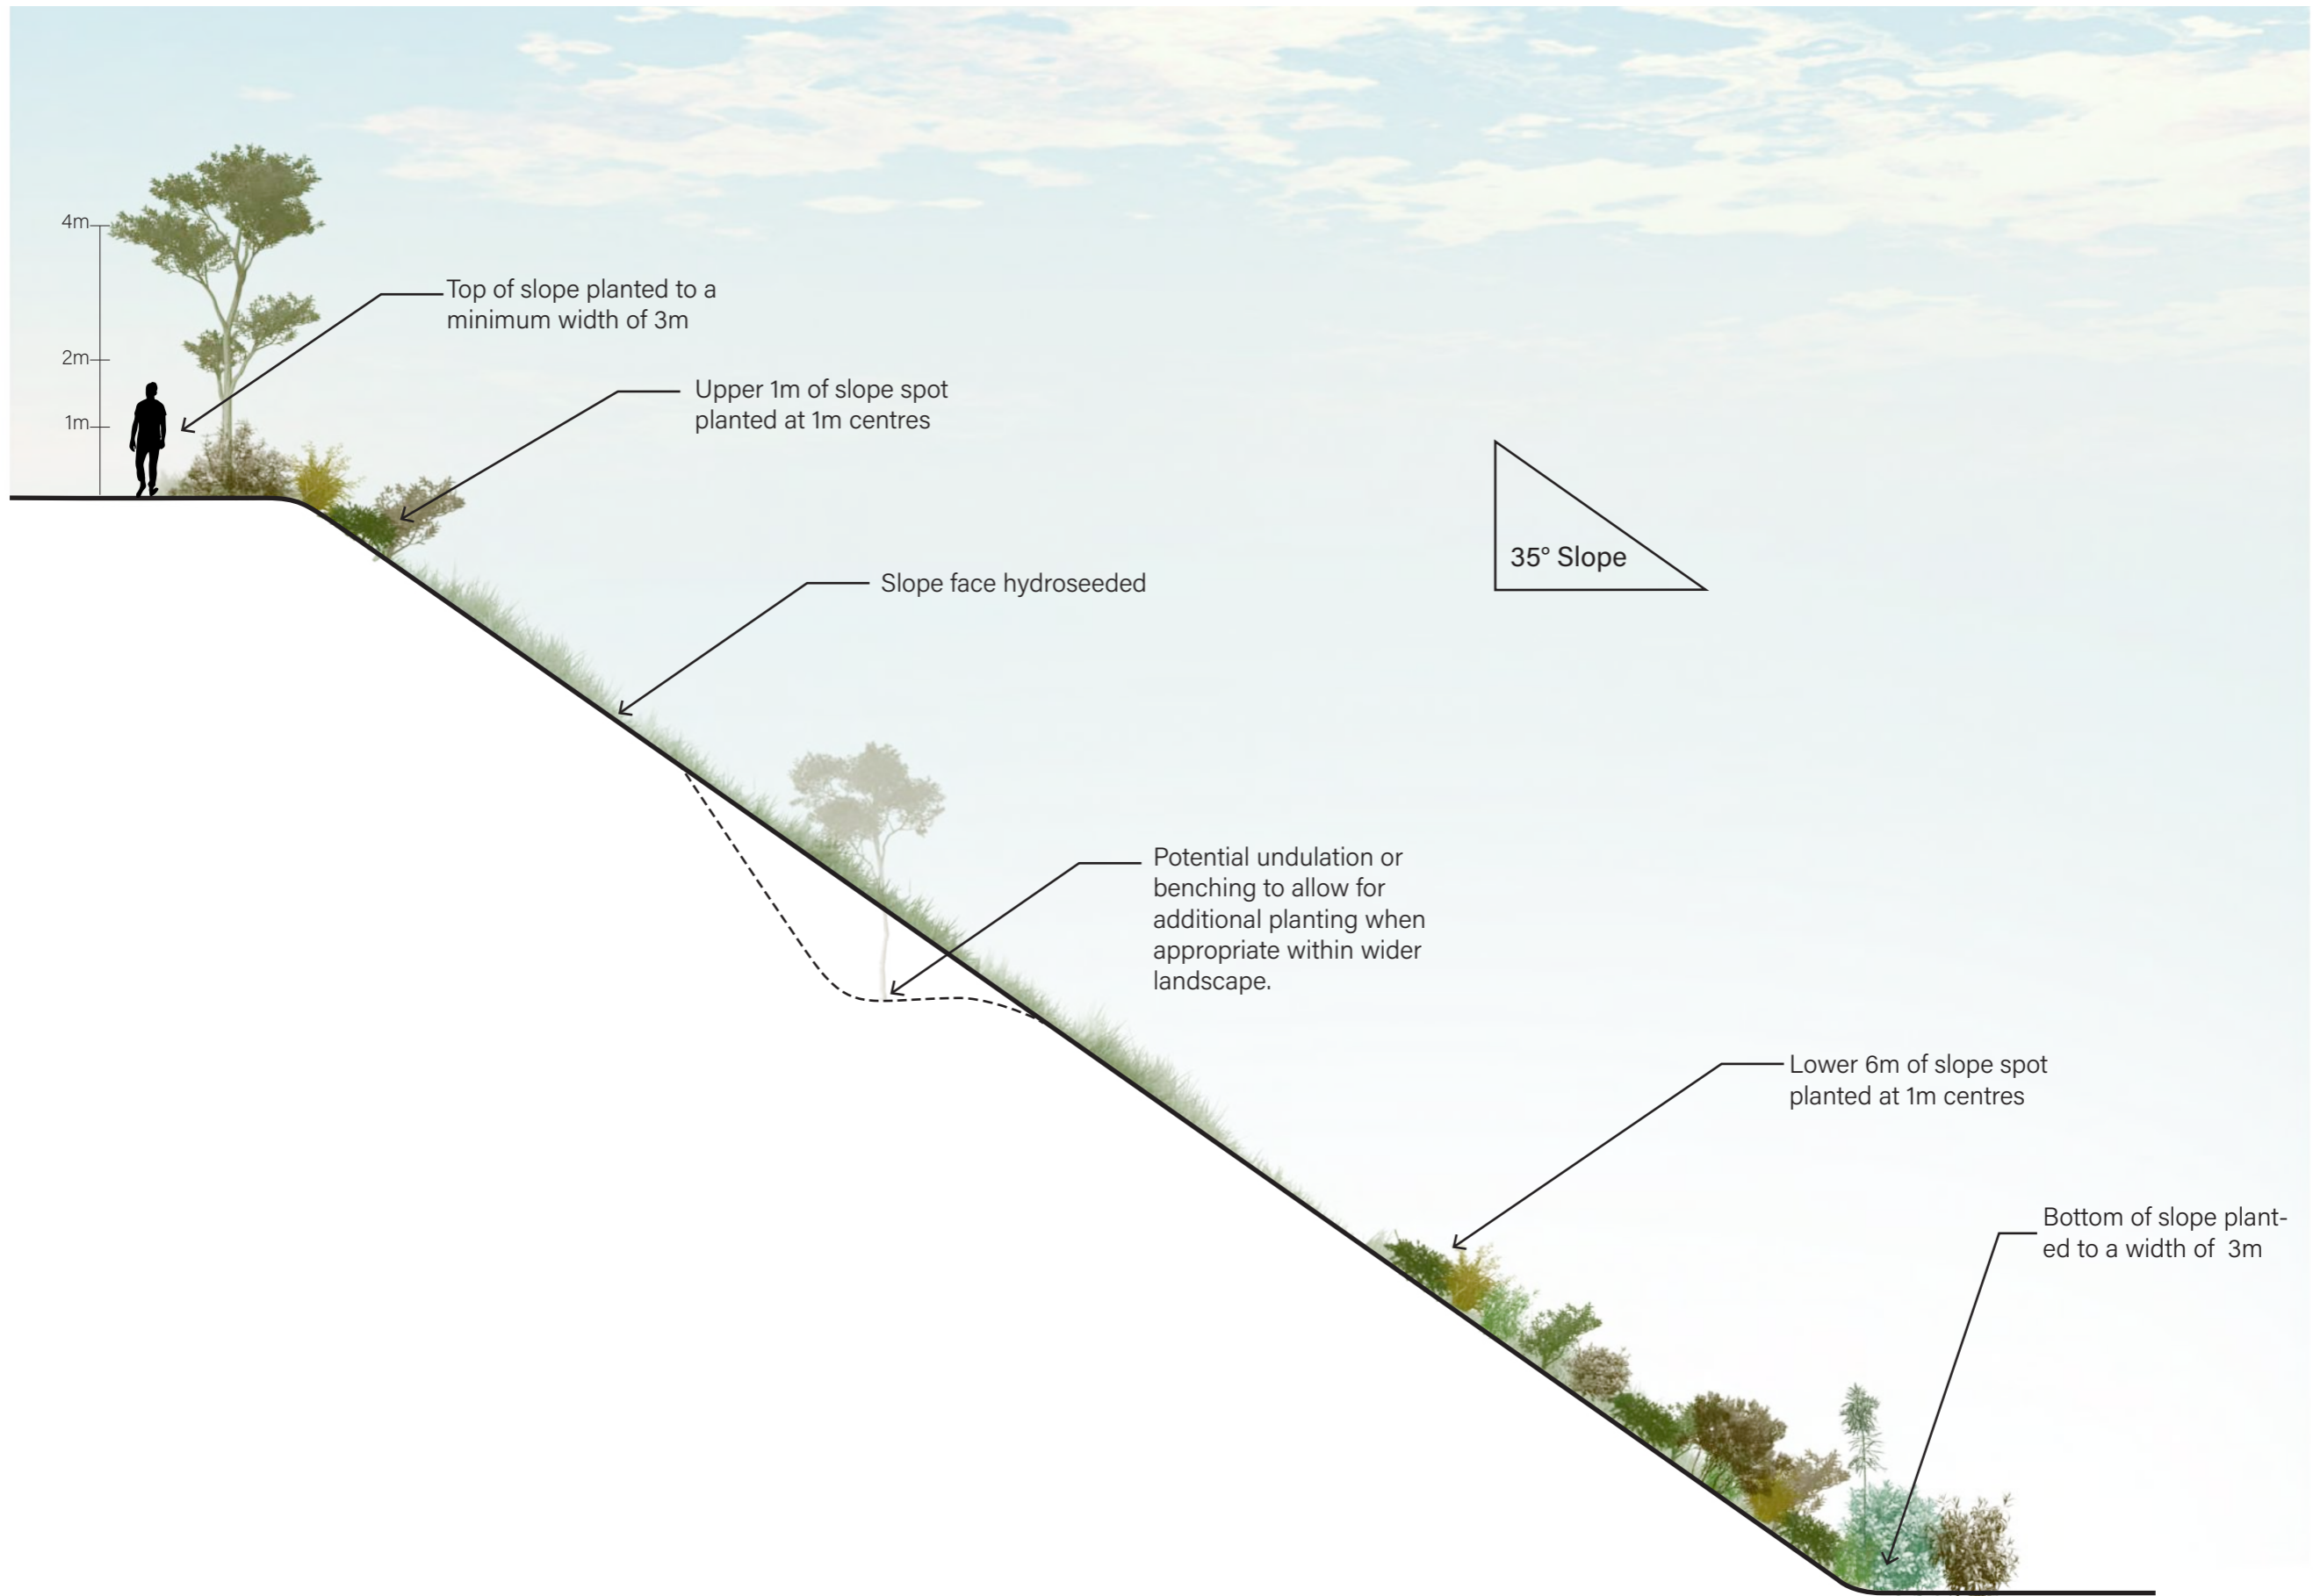 4m
2m
1m
Top of slope planted to a
minimum width of 3m
Upper 1m of slope spot
planted at 1m centres
35° Slope
Slope face hydroseeded
Potential undulation or
benching to allow for
additional planting when
appropriate within wider
landscape.
Lower 6m of slope spot
planted at 1m centres
Bottom of slope plant-
ed to a width of  3m